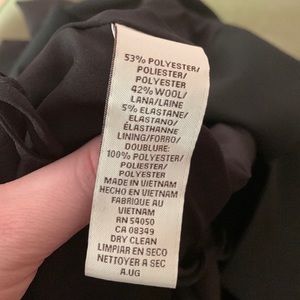 53% POLYESTER/
POLIESTER/
POLYESTER
42% WOOL/
LANA/LAINE
5% ELASTANE/
ELASTANO/
ÉLASTHANNE
LINING/FORRO/
DOUBLURE:
100% POLYESTER/
POLIESTER/
POLYESTER
MADE IN VIETNAM
HECHO EN VIETNAM
FABRIQUE AU
VIETNAM
RN 54050
CA 08349
DRY CLEAN
LIMPIAR EN SECO
NETTOYER A SEC
A.UG